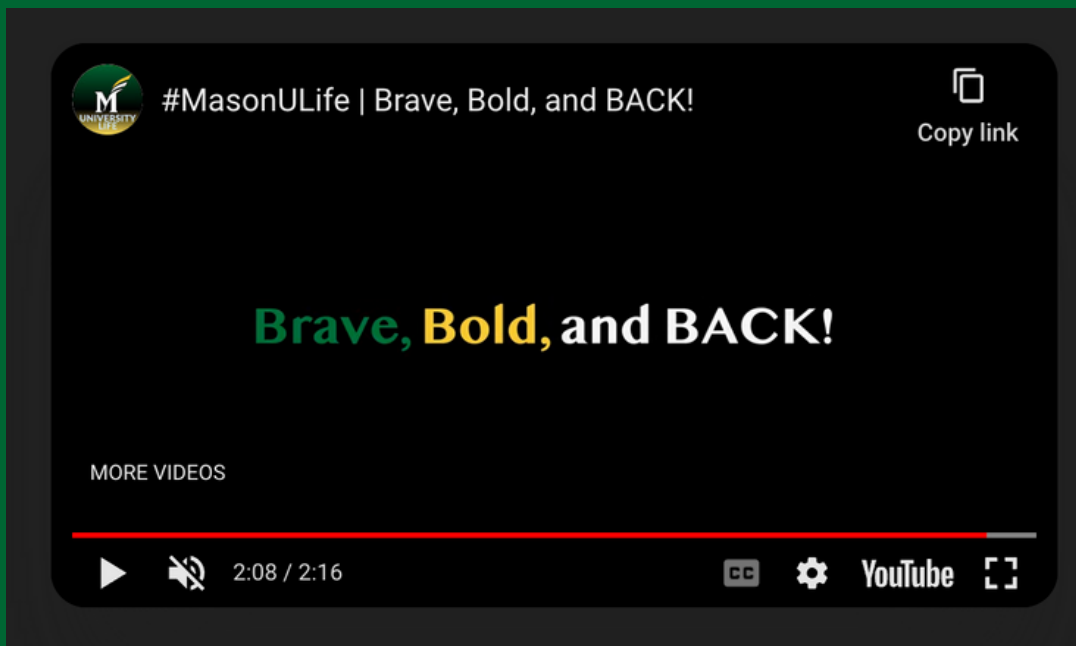 M
UNIVERSITY
LIFE
#MasonULife | Brave, Bold, and BACK!
Copy link
Brave, Bold, and BACK!
MORE VIDEOS
2:08 / 2:16
CC
YouTube